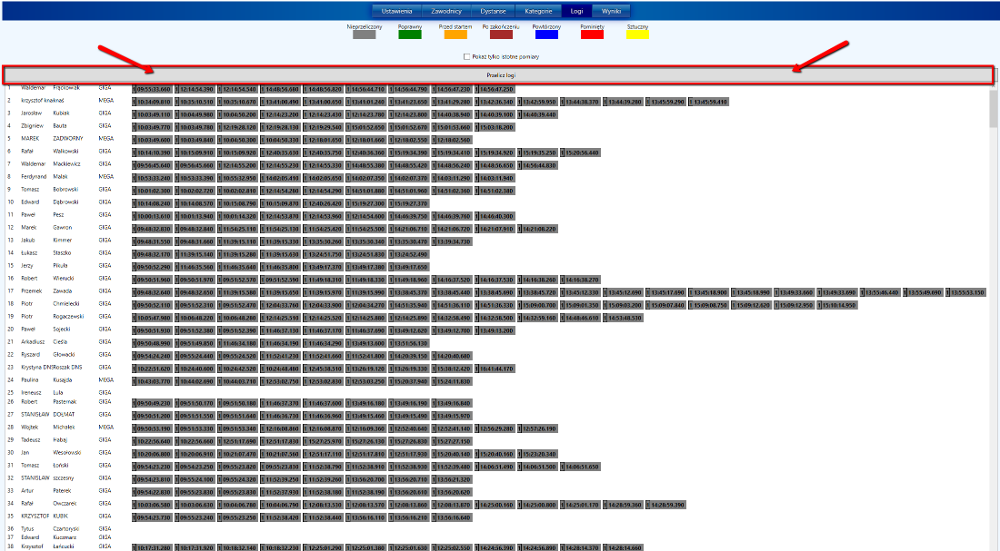 Ustawienia Zawodnicy Dystanse Kategorie Logi Wyniki
Nieprzeliczony Poprawny Przed startem Po zakończeniu Powtórzony Pominięty Sztuczny
Pokaż tylko istotne pomiary
Przelicz logi
1 Waldemar Frąckowiak GIGA 1 09:55:33.660 1 12:14:54.390 1 12:14:54.540 1 14:48:56.680 1 14:48:56.820 1 14:56:44.710 1 14:56:44.790 1 14:56:47.230 1 14:56:47.250
2 krzysztof knaknaś MEGA 1 10:34:09.810 1 10:35:10.510 1 10:35:10.670 1 13:41:00.490 1 13:41:00.650 1 13:41:01.240 1 13:41:23.650 1 13:41:29.280 1 13:42:36.340 1 13:42:59.950 1 13:44:38.370 1 13:44:39.280 1 13:45:59.290 1 13:45:59.410
3 Jarosław Kubiak GIGA 1 10:03:49.110 1 10:04:49.980 1 10:04:50.200 1 12:14:23.200 1 12:14:23.430 1 12:14:23.780 1 12:14:23.800 1 14:40:38.940 1 14:40:39.100 1 14:40:39.440
4 Zbigniew Bauta GIGA 1 10:03:49.770 1 10:03:49.780 1 12:19:28.120 1 12:19:28.130 1 12:19:29.540 1 15:01:52.650 1 15:01:52.670 1 15:01:53.660 1 15:03:18.200
5 MAREK ZADWORNY MEGA 1 10:03:49.600 1 10:03:49.840 1 10:04:50.300 1 10:04:50.330 1 12:18:01.650 1 12:18:01.660 1 12:18:02.550 1 12:18:02.560
6 Rafał Walkowski GIGA 1 10:14:10.390 1 10:15:09.910 1 10:15:09.920 1 12:40:35.630 1 12:40:35.750 1 12:40:36.360 1 15:19:34.390 1 15:19:34.410 1 15:19:34.920 1 15:19:35.250 1 15:20:56.440
7 Waldemar Mackiewicz GIGA 1 09:56:45.640 1 09:56:45.660 1 12:14:55.200 1 12:14:55.230 1 12:14:55.330 1 14:48:55.380 1 14:48:55.420 1 14:48:56.240 1 14:48:56.650 1 14:56:44.830
8 Ferdynand Malak MEGA 1 10:53:33.240 1 10:53:33.390 1 10:55:32.950 1 14:02:05.410 1 14:02:05.650 1 14:02:07.350 1 14:02:07.370 1 14:03:11.290 1 14:03:11.940
9 Tomasz Bobrowski GIGA 1 10:01:02.300 1 10:02:02.720 1 10:02:02.810 1 12:14:54.280 1 12:14:54.290 1 14:51:01.880 1 14:51:01.960 1 14:51:02.360 1 14:51:02.380
10 Edward Dąbrowski GIGA 1 10:14:08.240 1 10:14:08.570 1 10:15:08.790 1 10:15:09.870 1 12:40:26.420 1 15:19:27.300 1 15:19:27.370
11 Paweł Pesz GIGA 1 10:00:13.610 1 10:01:13.940 1 10:01:14.320 1 12:14:53.870 1 12:14:53.960 1 12:14:54.600 1 14:46:39.750 1 14:46:39.760 1 14:46:40.300
12 Marek Gawron GIGA 1 09:48:32.830 1 09:48:32.840 1 11:54:25.110 1 11:54:25.130 1 11:54:25.420 1 11:54:25.500 1 14:21:06.710 1 14:21:06.720 1 14:21:07.910 1 14:21:08.220
13 Jakub Kimmer GIGA 1 09:48:31.550 1 09:48:31.660 1 11:39:15.110 1 11:39:15.330 1 13:35:30.260 1 13:35:30.340 1 13:35:30.470 1 13:39:34.730
14 Łukasz Staszko GIGA 1 09:48:32.170 1 11:39:15.140 1 11:39:15.280 1 11:39:15.630 1 13:24:51.750 1 13:24:51.830 1 13:24:52.490
15 Jerzy Pikuła GIGA 1 09:50:52.290 1 11:46:35.560 1 11:46:35.640 1 11:46:35.800 1 13:49:17.370 1 13:49:17.380 1 13:49:17.650
16 Robert Wierucki GIGA 1 09:50:51.960 1 09:50:51.970 1 09:51:52.570 1 09:51:52.590 1 11:49:18.310 1 11:49:18.330 1 11:49:18.960 1 14:16:37.520 1 14:16:37.530 1 14:16:38.260 1 14:16:38.270
17 Przemek Zawada GIGA 1 09:48:32.640 1 09:48:32.650 1 11:39:15.580 1 11:39:15.650 1 11:39:15.970 1 11:39:15.990 1 13:38:45.370 1 13:38:45.440 1 13:38:45.690 1 13:38:45.720 1 13:45:12.330 1 13:45:12.690 1 13:45:17.690 1 13:45:18.900 1 13:45:18.990 1 13:49:33.660 1 13:49:33.690 1 13:55:46.440 1 13:55:49.690 1 13:55:53.150
18 Piotr Chmielecki GIGA 1 09:50:52.110 1 09:51:52.310 1 09:51:52.470 1 12:04:33.760 1 12:04:33.900 1 12:04:34.270 1 14:51:35.940 1 14:51:36.110 1 14:51:36.330 1 15:09:00.700 1 15:09:01.350 1 15:09:03.200 1 15:09:07.840 1 15:09:08.750 1 15:09:12.620 1 15:09:12.950 1 15:10:14.950
19 Piotr Rogaczewski GIGA 1 10:05:47.980 1 10:06:48.220 1 10:06:48.280 1 12:14:25.510 1 12:14:25.520 1 12:14:25.880 1 12:14:25.890 1 14:32:58.490 1 14:32:58.500 1 14:32:59.160 1 14:48:46.610 1 14:53:48.530
20 Paweł Sojecki GIGA 1 09:50:51.930 1 09:51:52.380 1 09:51:52.390 1 11:46:37.130 1 11:46:37.170 1 11:46:37.690 1 13:49:12.620 1 13:49:12.700 1 13:49:13.200
21 Arkadiusz Cieśla GIGA 1 09:50:48.990 1 09:51:49.850 1 11:46:34.180 1 11:46:34.190 1 11:46:34.290 1 13:49:13.600 1 13:51:56.130
22 Ryszard Głowacki GIGA 1 09:54:24.240 1 09:55:24.440 1 09:55:24.520 1 11:52:41.230 1 11:52:41.660 1 11:52:41.800 1 14:20:39.150 1 14:20:40.680
23 Krystyna DNS Roszak DNS GIGA 1 10:22:51.620 1 10:24:40.600 1 10:24:42.520 1 10:24:48.480 1 12:45:38.510 1 13:26:19.120 1 13:26:19.330 1 15:38:12.420 1 16:41:44.170
24 Paulina Kusajda MEGA 1 10:43:03.770 1 10:44:02.690 1 10:44:03.710 1 12:53:02.750 1 12:53:02.830 1 12:53:03.250 1 15:20:37.940 1 15:24:11.830
25 Ireneusz Lula GIGA
26 Robert Pasternak GIGA 1 09:50:49.230 1 09:51:50.170 1 09:51:50.180 1 11:46:37.370 1 11:46:37.600 1 13:49:16.180 1 13:49:16.190 1 13:49:16.840
27 STANISŁAW DOŁMAT GIGA 1 09:50:51.200 1 09:51:51.550 1 09:51:51.640 1 11:46:36.730 1 11:46:36.960 1 13:49:15.460 1 13:49:15.490 1 13:49:15.970
28 Wojtek Michałek MEGA 1 09:50:53.190 1 09:51:53.330 1 09:51:53.340 1 12:16:08.860 1 12:16:08.870 1 12:16:09.360 1 12:52:40.640 1 12:52:41.140 1 12:56:29.280 1 12:57:26.190
29 Tadeusz Habaj GIGA 1 10:22:56.640 1 10:22:56.660 1 12:51:17.690 1 12:51:17.830 1 15:27:25.970 1 15:27:26.130 1 15:27:26.830 1 15:27:27.150
30 Jan Wesołowski GIGA 1 10:20:06.800 1 10:20:06.910 1 10:21:07.470 1 10:21:07.560 1 12:51:17.110 1 12:51:17.810 1 12:51:17.930 1 15:20:40.140 1 15:20:40.160 1 15:23:20.340
31 Tomasz Łoński GIGA 1 09:54:23.230 1 09:54:23.250 1 09:55:23.820 1 09:55:23.830 1 11:52:38.790 1 11:52:38.910 1 11:52:38.930 1 11:52:39.480 1 14:06:51.490 1 14:06:51.500 1 14:06:51.650
32 STANISŁAW szczesny GIGA 1 09:54:23.810 1 09:55:24.100 1 09:55:24.320 1 11:52:39.250 1 11:52:39.260 1 13:56:20.700 1 13:56:20.710 1 13:56:21.320
33 Artur Paterek GIGA 1 09:54:22.830 1 09:55:23.830 1 09:55:23.830 1 11:52:37.930 1 11:52:38.180 1 11:52:38.190 1 13:56:20.610 1 13:56:20.620
34 Rafał Owczarek GIGA 1 10:03:06.580 1 10:03:06.630 1 10:04:06.780 1 10:04:06.790 1 12:08:13.530 1 12:08:13.570 1 12:08:13.860 1 12:08:13.870 1 14:25:00.160 1 14:25:00.800 1 14:25:01.170 1 14:28:59.360 1 14:28:59.390
35 KRZYSZTOF KUBIK GIGA 1 09:54:23.730 1 09:55:23.240 1 09:55:23.250 1 11:52:38.420 1 11:52:38.440 1 13:56:16.110 1 13:56:16.210 1 13:56:16.640
36 Tytus Czartoryski GIGA
37 Edward Kuczmarz GIGA
38 Krzysztof Łańcucki GIGA 1 10:17:31.280 1 10:17:31.920 1 10:18:32.140 1 10:18:32.230 1 12:25:01.290 1 12:25:01.380 1 12:25:01.630 1 12:25:02.550 1 14:24:56.390 1 14:24:56.890 1 14:28:14.370 1 14:28:14.660